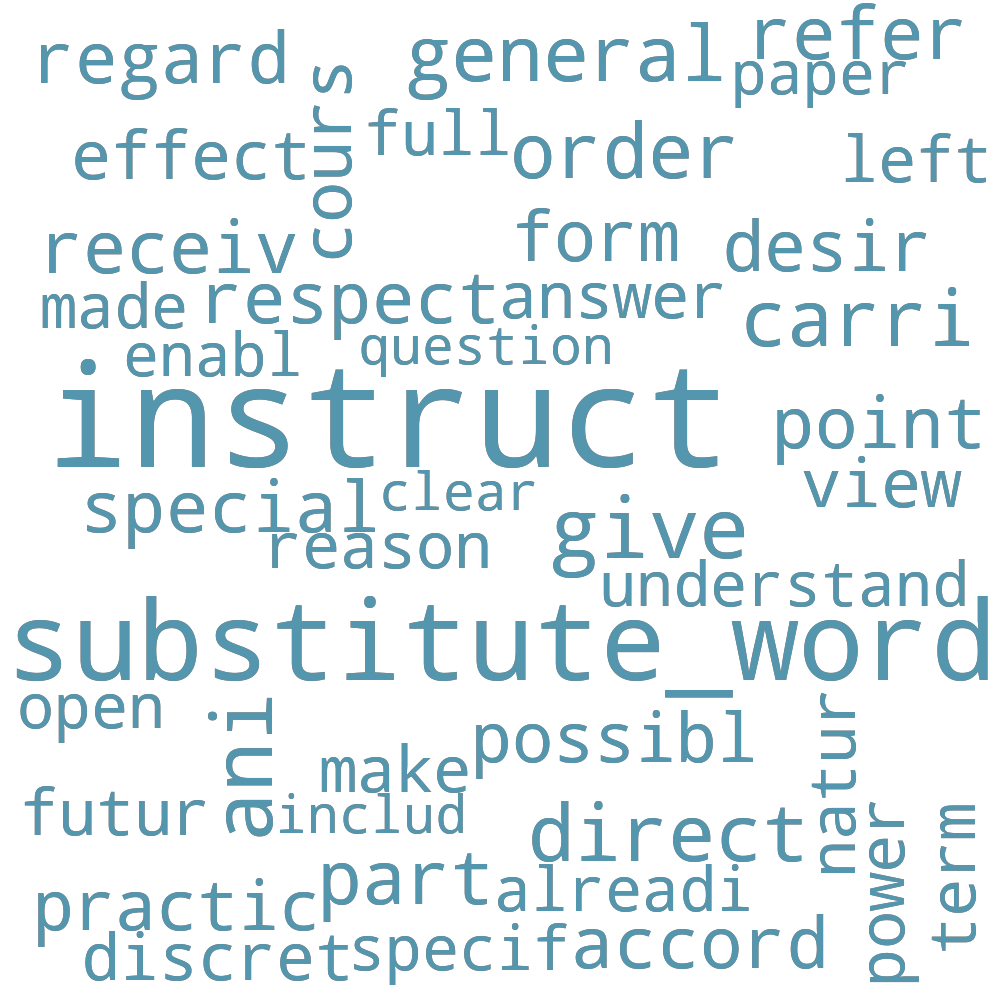 regard
general
refer
paper
cours
effect
full
order
left
receiv
form
desir
made
respect
answer
carri
enabl
question
instruct
point
view
special
clear
reason
give
understand
substitute_word
open
ani
possibl
natur
make
futur
includ
direct
power
term
part
practic
alreadi
discret
specif
accord